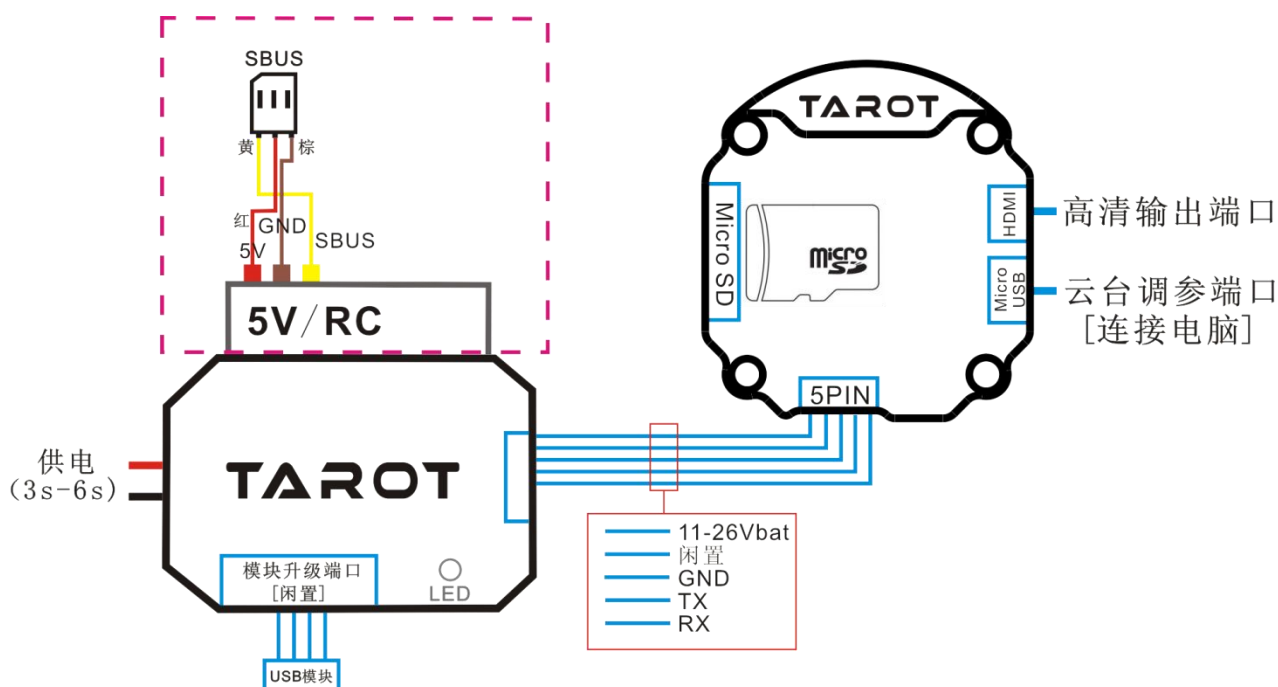 SBUS
黄
棕
红
GND
5V
SBUS
5V/RC
供电
(3s-6s)
TAROT
模块升级端口
[闲置]
LED
USB模块
TAROT
Micro SD
Micro
SD
HDMI
高清输出端口
Micro
USB
云台调参端口
[连接电脑]
5PIN
11-26Vbat
闲置
GND
TX
RX